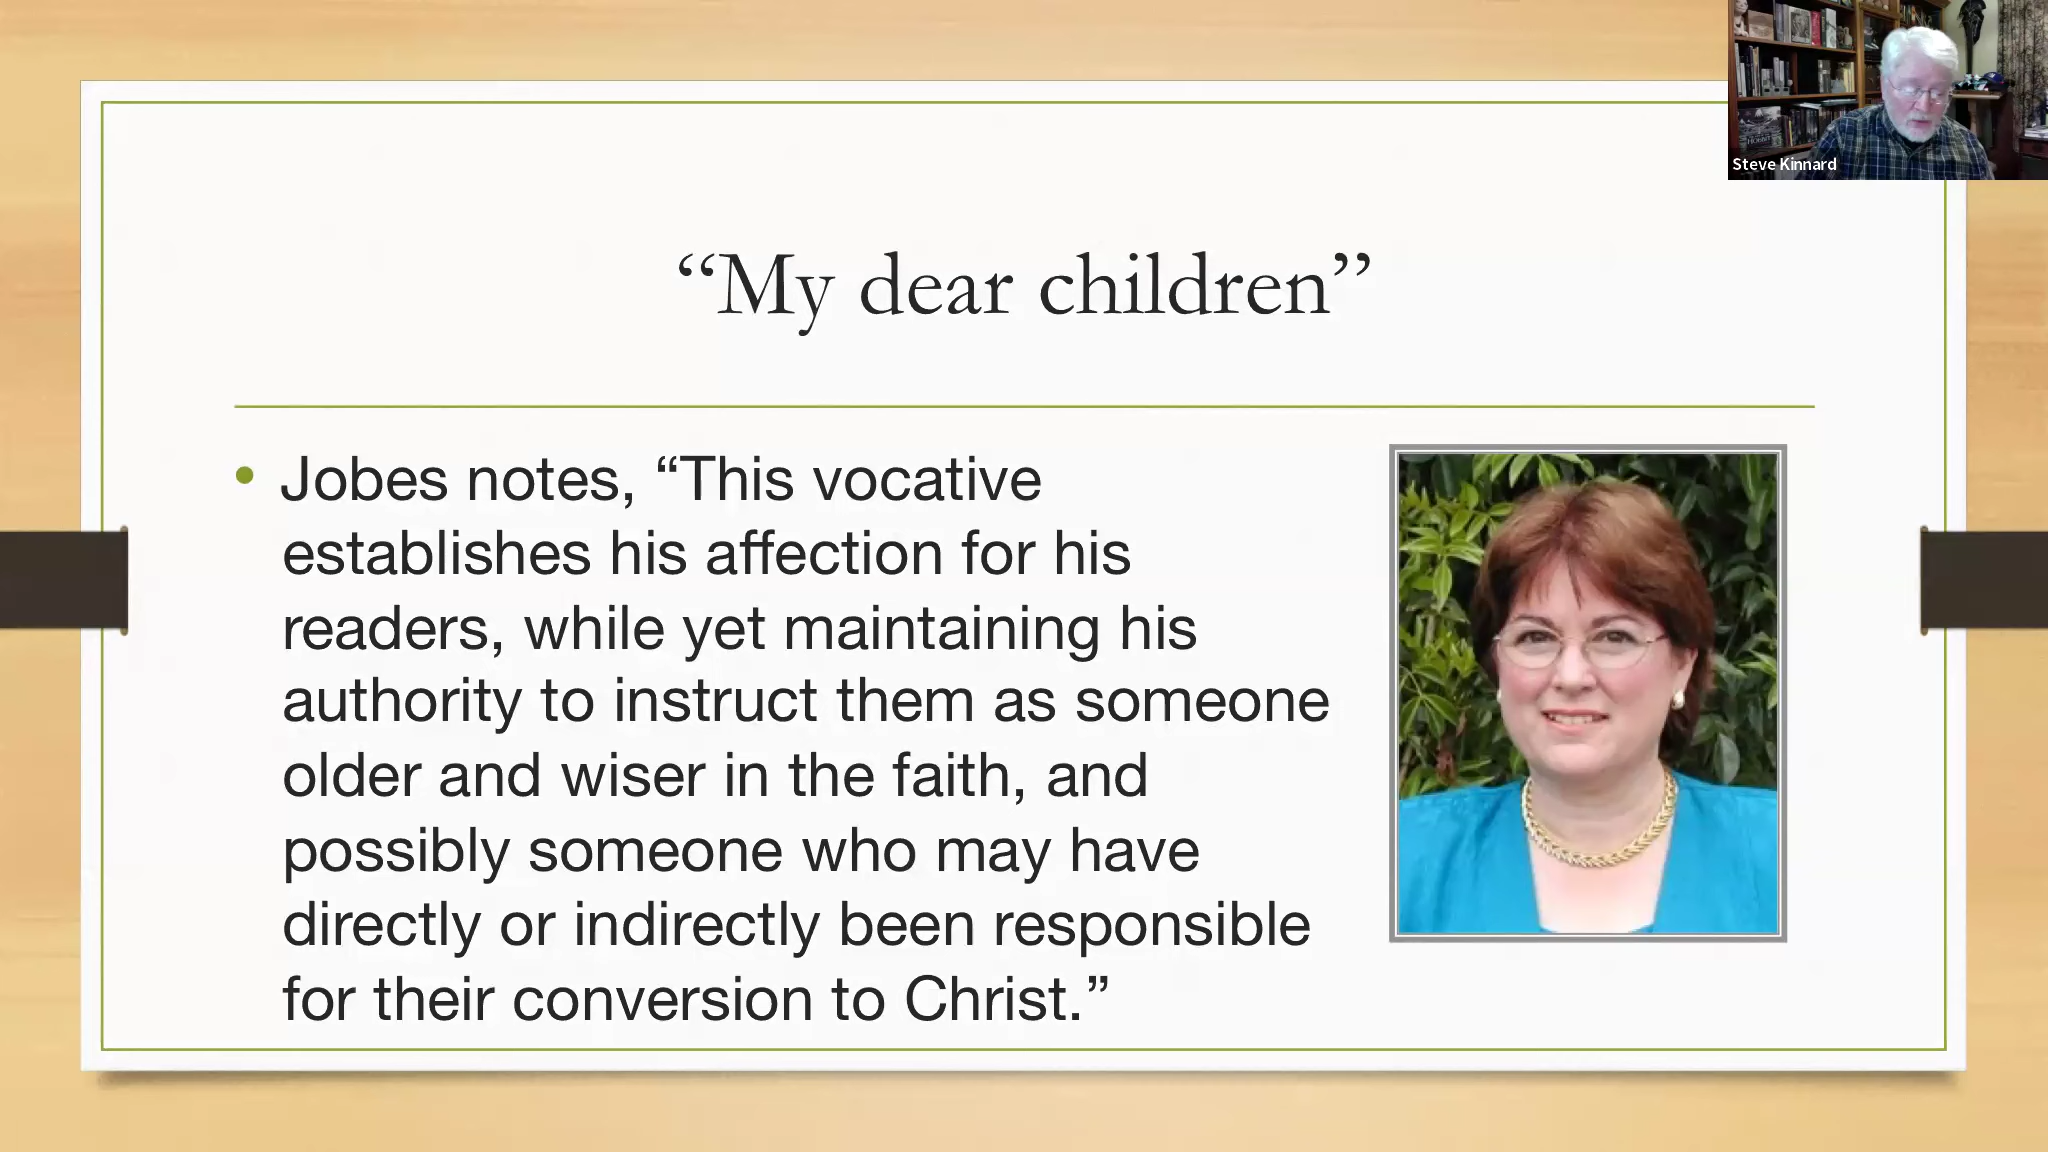 Steve Kinnard
“My dear children”
• Jobes notes, “This vocative
establishes his affection for his
readers, while yet maintaining his
authority to instruct them as someone
older and wiser in the faith, and
possibly someone who may have
directly or indirectly been responsible
for their conversion to Christ.”